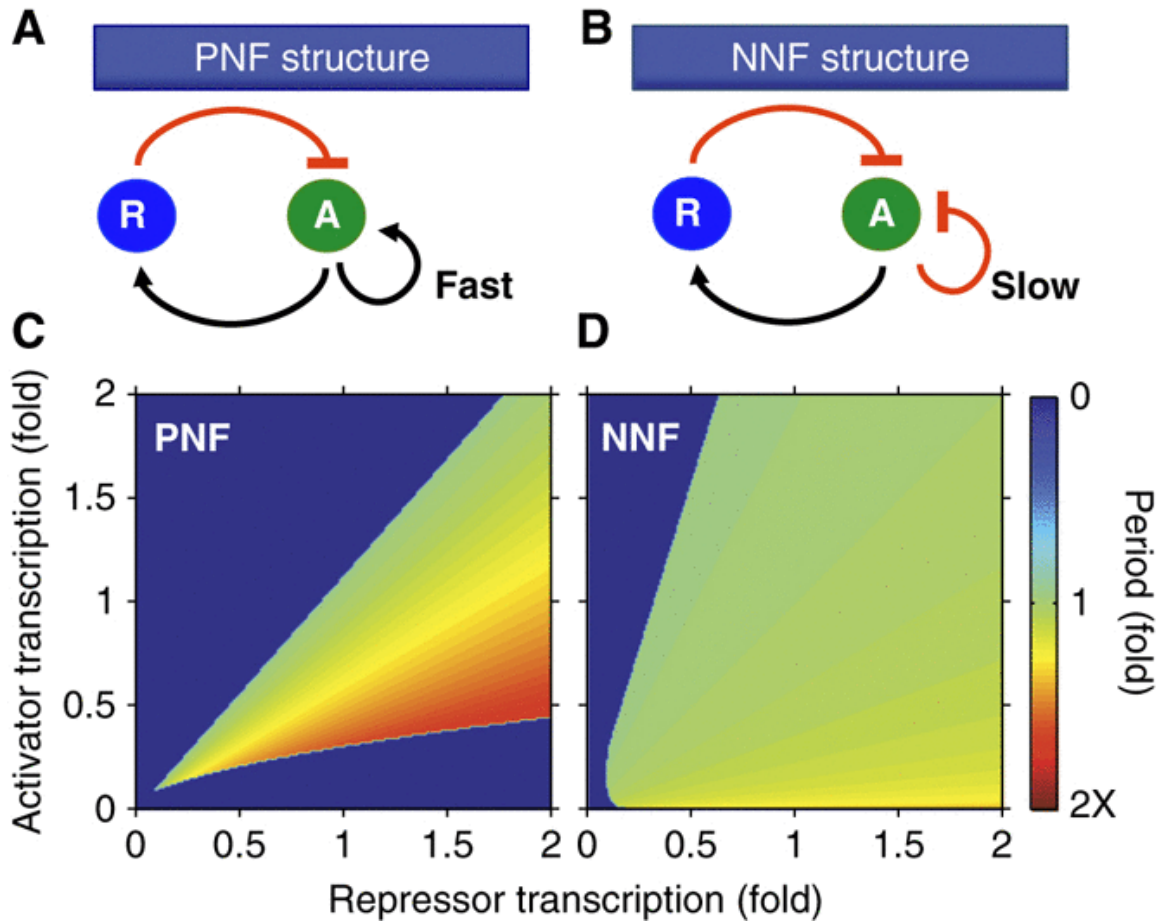 A
PNF structure
R
A
Fast
B
NNF structure
R
A
Slow
C
Activator transcription (fold)
2
1.5
1
0.5
0
PNF
0
0.5
1
1.5
2
D
NNF
0
0.5
1
1.5
2
Repressor transcription (fold)
0
1
2X
Period (fold)